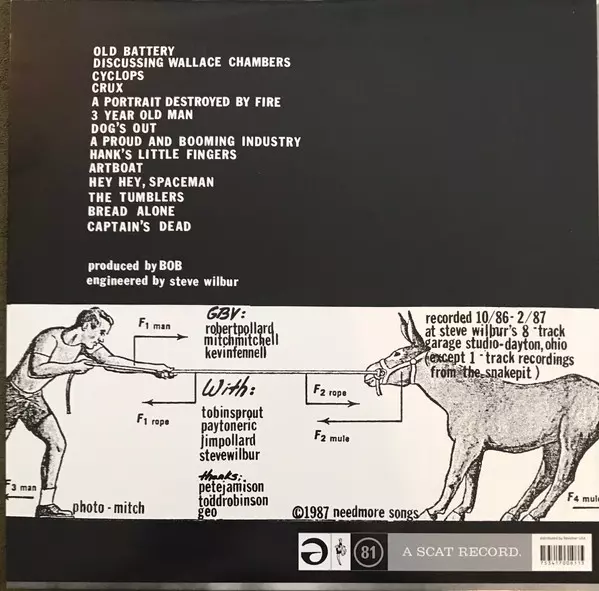 OLD BATTERY
DISCUSSING WALLACE CHAMBERS
CYCLOPS
CRUX
A PORTRAIT DESTROYED BY FIRE
3 YEAR OLD MAN
DOG'S OUT
A PROUD AND BOOMING INDUSTRY
HANK'S LITTLE FINGERS
ARTBOAT
HEY HEY, SPACEMAN
THE TUMBLERS
BREAD ALONE
CAPTAIN'S DEAD
produced by BOB
engineered by steve wilbur
F1 man
F1 rope
F3 man
photo - mitch
GBV:
robertpollard
mitchmitchell
kevinfennell
With:
tobinsprout
paytoneric
jimpollard
stevewilbur
thanks:
petejamison
toddrobinson
geo
F2 rope
F2 mule
recorded 10/86 - 2/87
at steve wilbur's 8 - track
garage studio-dayton, ohio
(except 1 - track recordings
from the snakepit )
F4 mul
©1987 needmore songs
81
A SCAT RECORD.